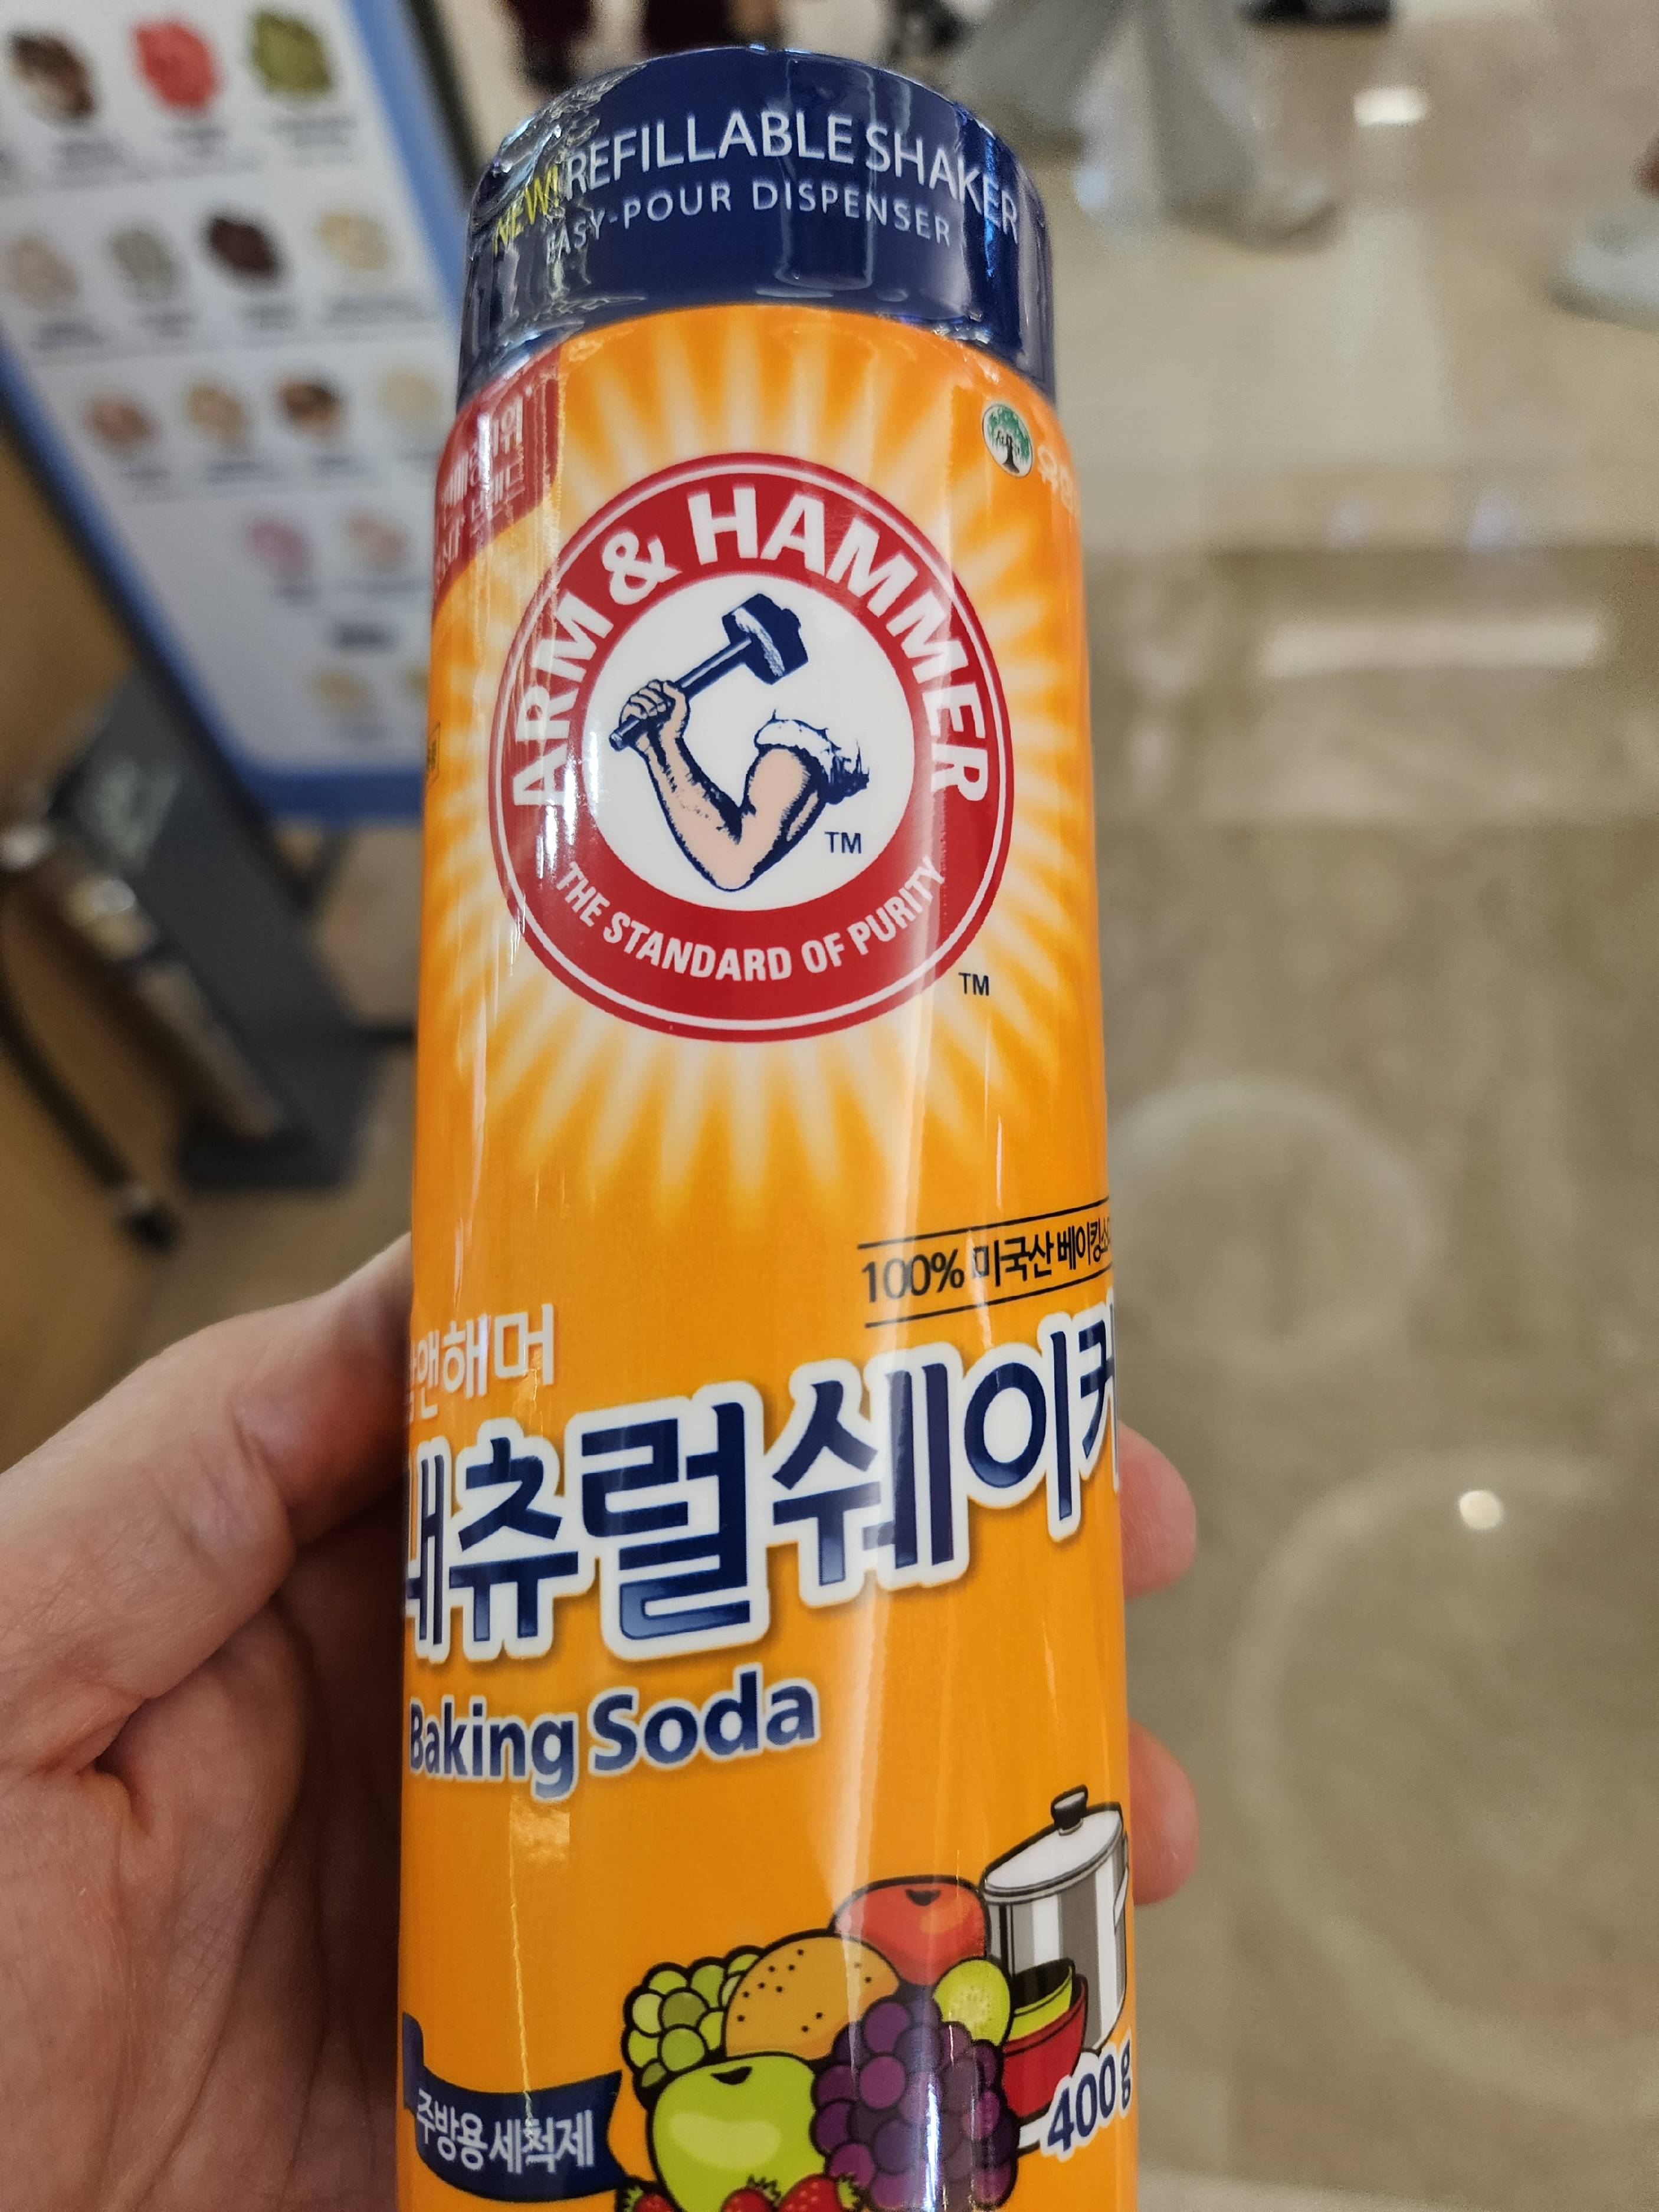 NEW! REFILLABLE SHAKER
EASY-POUR DISPENSER
ARM & HAMMER
TM
THE STANDARD OF PURITY
TM
100% 미국산 베이킹소
앤해머
내츄럴쉐이커
Baking Soda
400g
주방용세척제